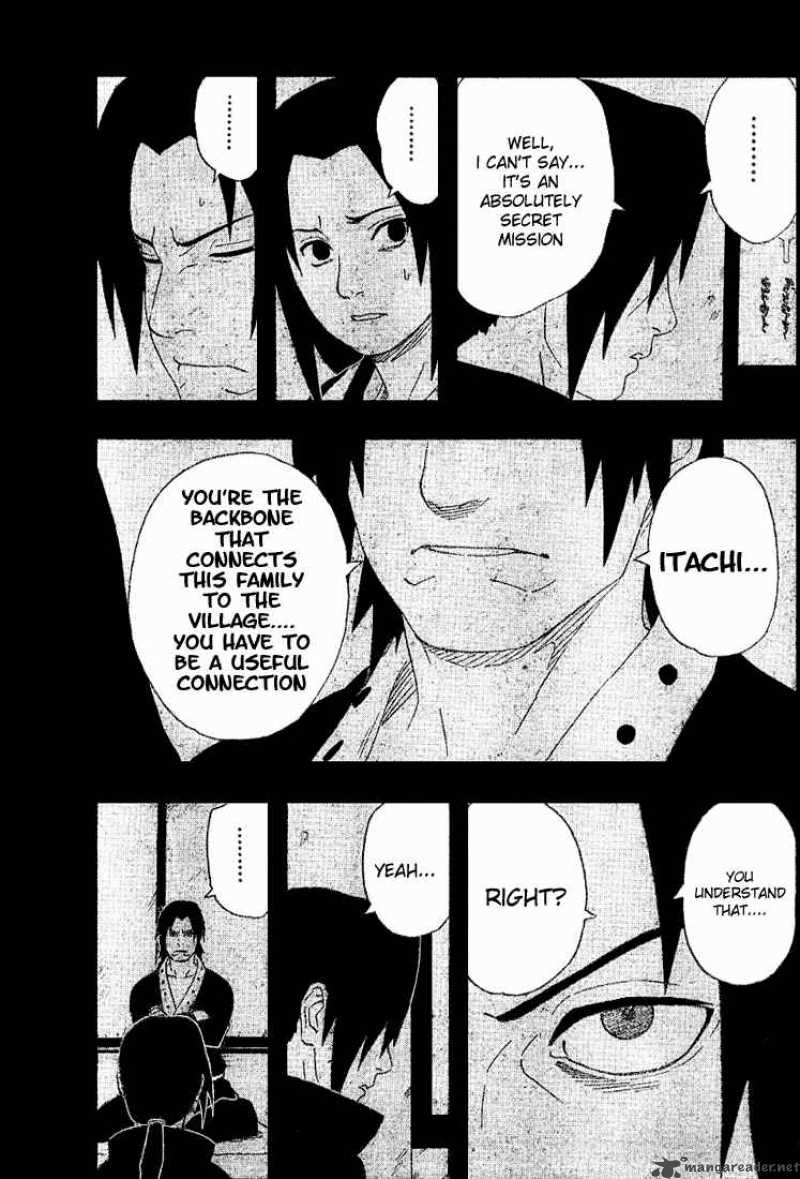 ………
WELL,
I CAN'T SAY...
IT'S AN
ABSOLUTELY
SECRET
MISSION
………
………
ITACHI...
YOU'RE THE
BACKBONE
THAT
CONNECTS
THIS FAMILY
TO THE
VILLAGE....
YOU HAVE TO
BE A USEFUL
CONNECTION
YOU
UNDERSTAND
THAT....
RIGHT?
YEAH...
………
mangareader.net